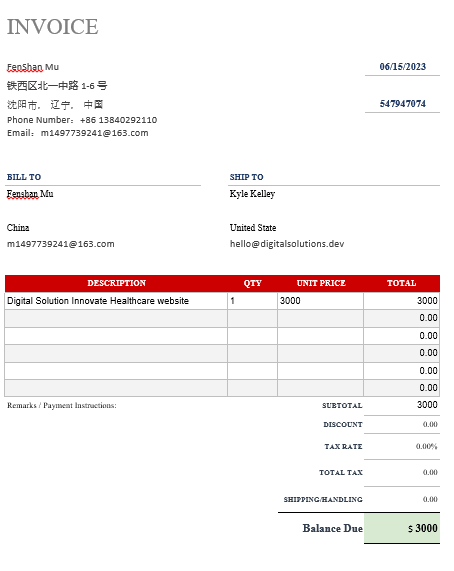 INVOICE
FenShan Mu
06/15/2023
铁西区北一中路 1-6 号
沈阳市， 辽宁， 中国
547947074
Phone Number：+86 13840292110
Email：m1497739241@163.com
BILL TO
SHIP TO
Fenshan Mu
Kyle Kelley
China
United State
m1497739241@163.com
hello@digitalsolutions.dev
DESCRIPTION QTY UNIT PRICE TOTAL
Digital Solution Innovate Healthcare website 1 3000 3000
0.00
0.00
0.00
0.00
0.00
Remarks / Payment Instructions:
SUBTOTAL 3000
DISCOUNT 0.00
TAX RATE 0.00%
TOTAL TAX 0.00
SHIPPING/HANDLING 0.00
Balance Due $ 3000